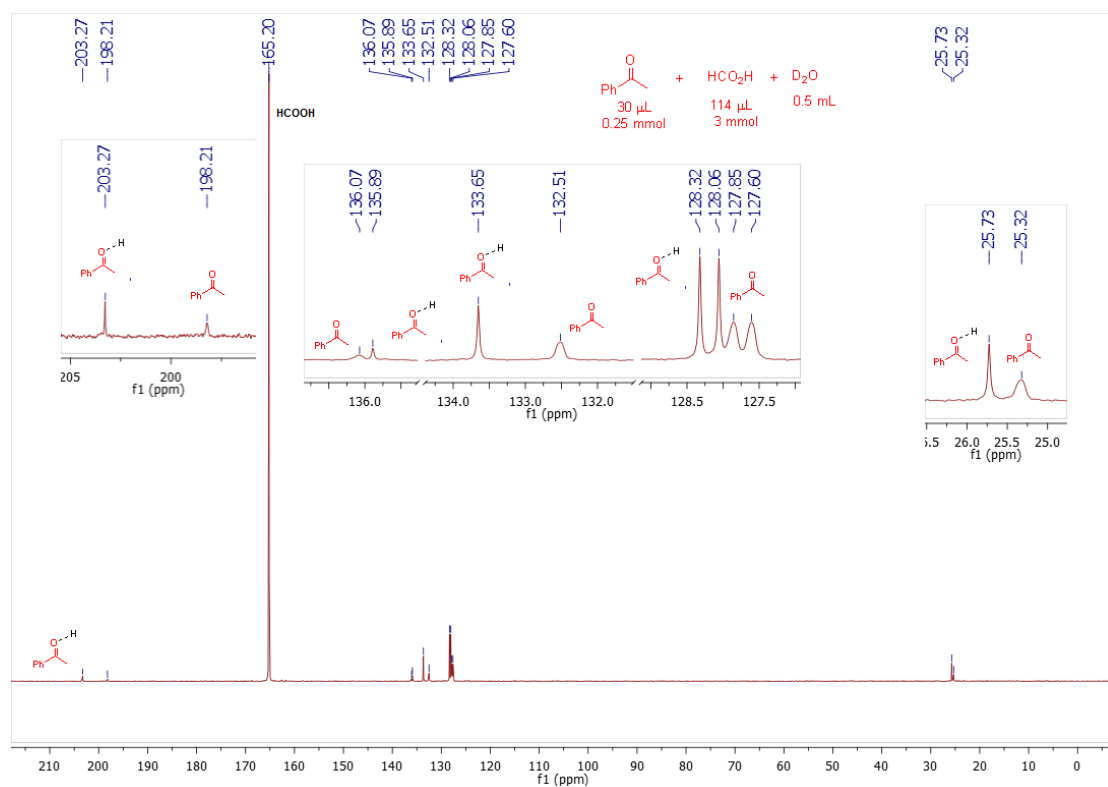 203.27
198.21
165.20
136.07
135.89
133.65
132.51
128.32
128.06
127.85
127.60
25.73
25.32
O
Ph
+
HCO₂H
+
D₂O
30 µL
114 µL
0.5 mL
0.25 mmol
3 mmol
HCOOH
203.27
198.21
O
H
Ph
,
O
Ph
205
200
f1 (ppm)
136.07
135.89
133.65
132.51
128.32
128.06
127.85
127.60
O
Ph
O
H
Ph
,
O
H
Ph
,
O
Ph
O
H
Ph
,
O
Ph
136.0
134.0
133.0
132.0
128.5
127.5
f1 (ppm)
25.73
25.32
O
H
Ph
O
Ph
5.5
26.0
25.5
25.0
f1 (ppm)
O
H
Ph
210
200
190
180
170
160
150
140
130
120
110
100
90
80
70
60
50
40
30
20
10
0
f1 (ppm)